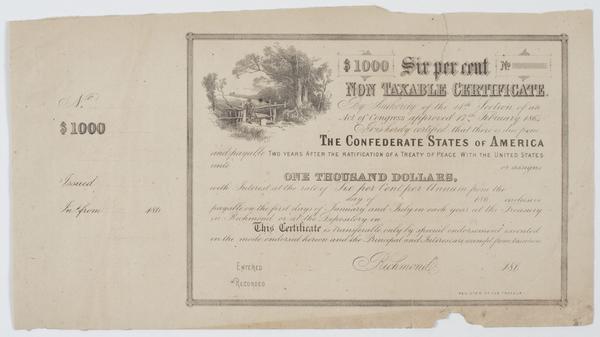 No
$1000
Issued
Int. from 186
$1000 Six per cent No
NON TAXABLE CERTIFICATE.
By Authority of the 14th Section of an
Act of Congress approved 17th February 1864
It is hereby certified that there is due from
THE CONFEDERATE STATES OF AMERICA
and payable TWO YEARS AFTER THE RATIFICATION OF A TREATY OF PEACE WITH THE UNITED STATES
unto or assigns
ONE THOUSAND DOLLARS,
with Interest at the rate of Six per Cent per Annum from the
day of 186 inclusive
payable on the first days of January and July in each year at the Treasury
in Richmond or at the Depository in
This Certificate is transferable only by special endorsement executed
in the mode endorsed hereon and the Principal and Interest are exempt from taxation
Richmond, 186
ENTERED
RECORDED
REGISTER OF THE TREASURY